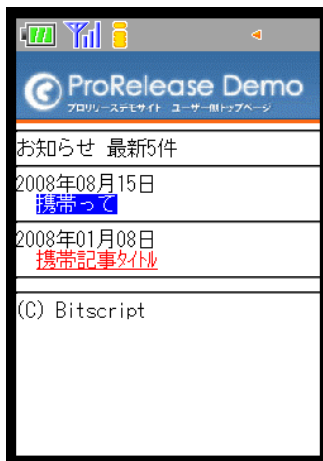 ProRelease Demo
プロリリースデモサイト ユーザー側トップページ
お知らせ 最新5件
2008年08月15日
携帯って
2008年01月08日
携帯記事ﾀｲﾄﾙ
(C) Bitscript